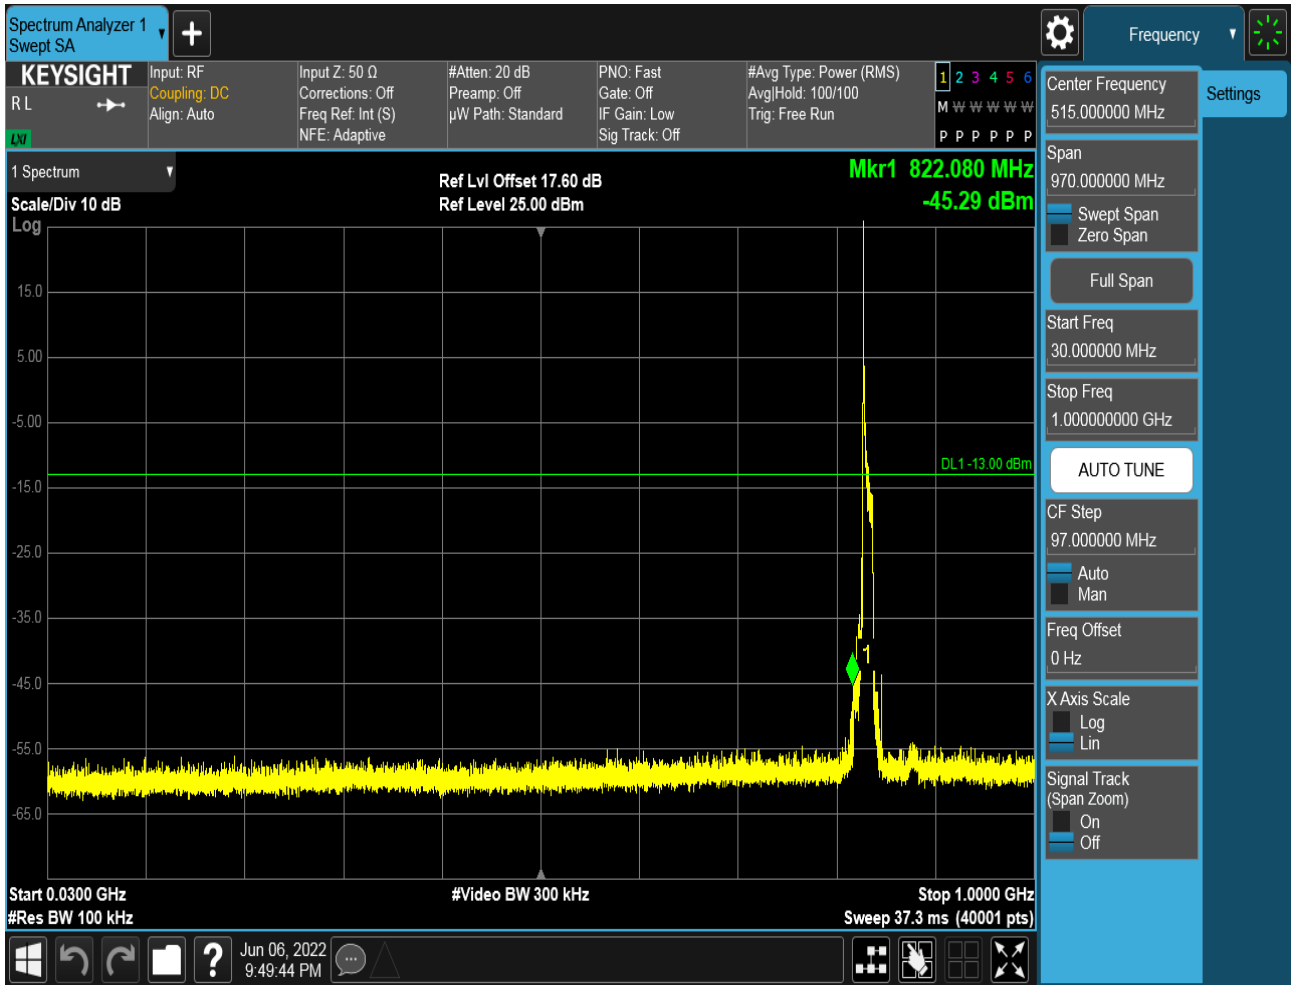 Spectrum Analyzer 1
Swept SA
Frequency
KEYSIGHT
R L
LXI
Input: RF
Coupling: DC
Align: Auto
Input Z: 50 Ω
Corrections: Off
Freq Ref: Int (S)
NFE: Adaptive
#Atten: 20 dB
Preamp: Off
µW Path: Standard
PNO: Fast
Gate: Off
IF Gain: Low
Sig Track: Off
#Avg Type: Power (RMS)
Avg|Hold: 100/100
Trig: Free Run
1 2 3 4 5 6
M W W W W W
P P P P P P
1 Spectrum
Scale/Div 10 dB
Log
Ref Lvl Offset 17.60 dB
Ref Level 25.00 dBm
Mkr1 822.080 MHz
-45.29 dBm
15.0
5.00
-5.00
DL1 -13.00 dBm
-15.0
-25.0
-35.0
1
-45.0
-55.0
-65.0
Start 0.0300 GHz
#Video BW 300 kHz
Stop 1.0000 GHz
#Res BW 100 kHz
Sweep 37.3 ms (40001 pts)
Center Frequency
515.000000 MHz
Settings
Span
970.000000 MHz
Swept Span
Zero Span
Full Span
Start Freq
30.000000 MHz
Stop Freq
1.000000000 GHz
AUTO TUNE
CF Step
97.000000 MHz
Auto
Man
Freq Offset
0 Hz
X Axis Scale
Log
Lin
Signal Track
(Span Zoom)
On
Off
?
Jun 06, 2022
9:49:44 PM